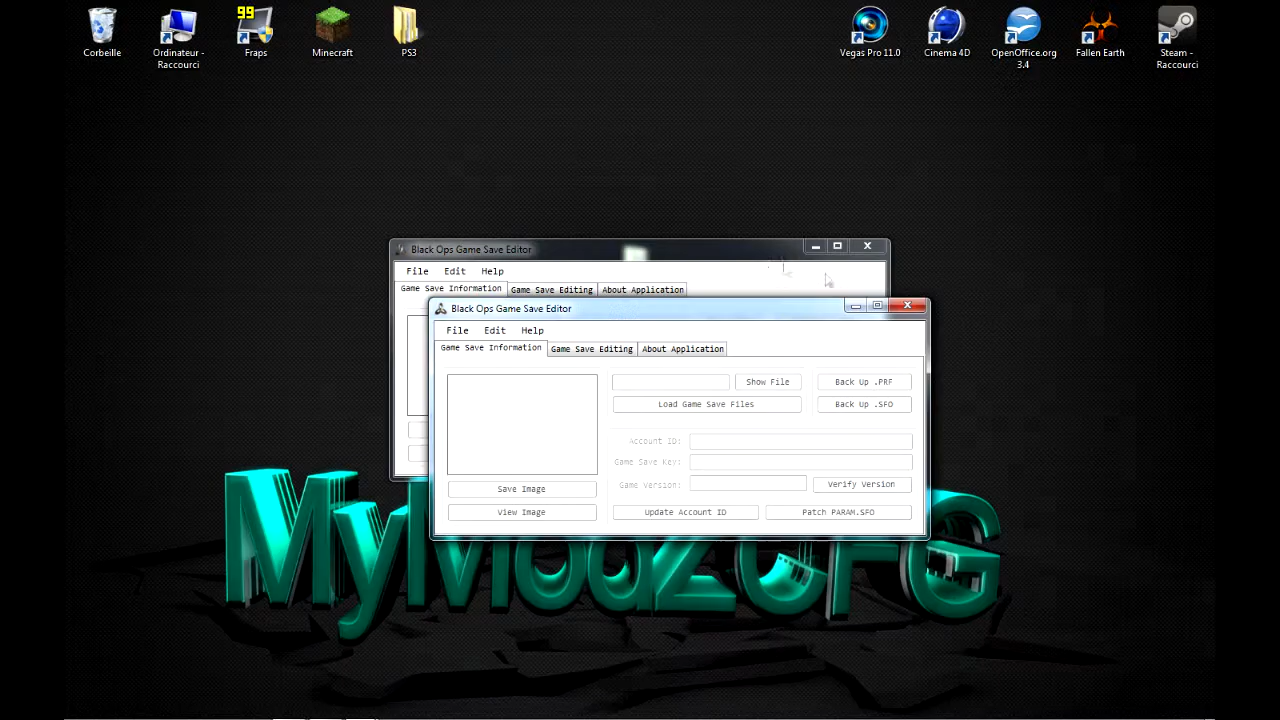 99
Corbeille
Ordinateur -
Raccourci
Fraps
Minecraft
PS3
Vegas Pro 11.0
Cinema 4D
OpenOffice.org
3.4
Fallen Earth
Steam -
Raccourci
Black Ops Game Save Editor
File Edit Help
Game Save Information Game Save Editing About Application
Black Ops Game Save Editor
File Edit Help
Game Save Information Game Save Editing About Application
Show File
Back Up .PRF
Load Game Save Files
Back Up .SFO
Account ID:
Game Save Key:
Game Version:
Verify Version
Save Image
View Image
Update Account ID
Patch PARAM.SFO